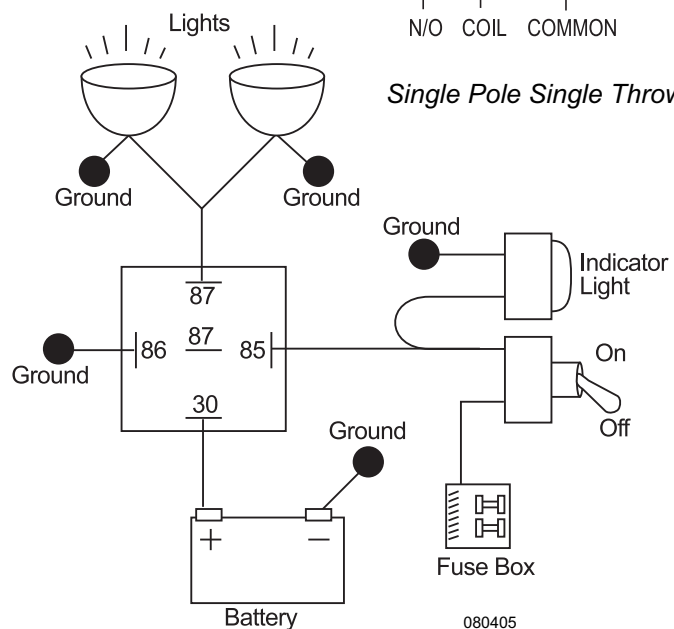 Lights
N/O COIL COMMON
Single Pole Single Throw
Ground
Ground
Ground
Indicator
Light
87
86
87
85
Ground
30
On
Off
Ground
+
−
Fuse Box
Battery
080405